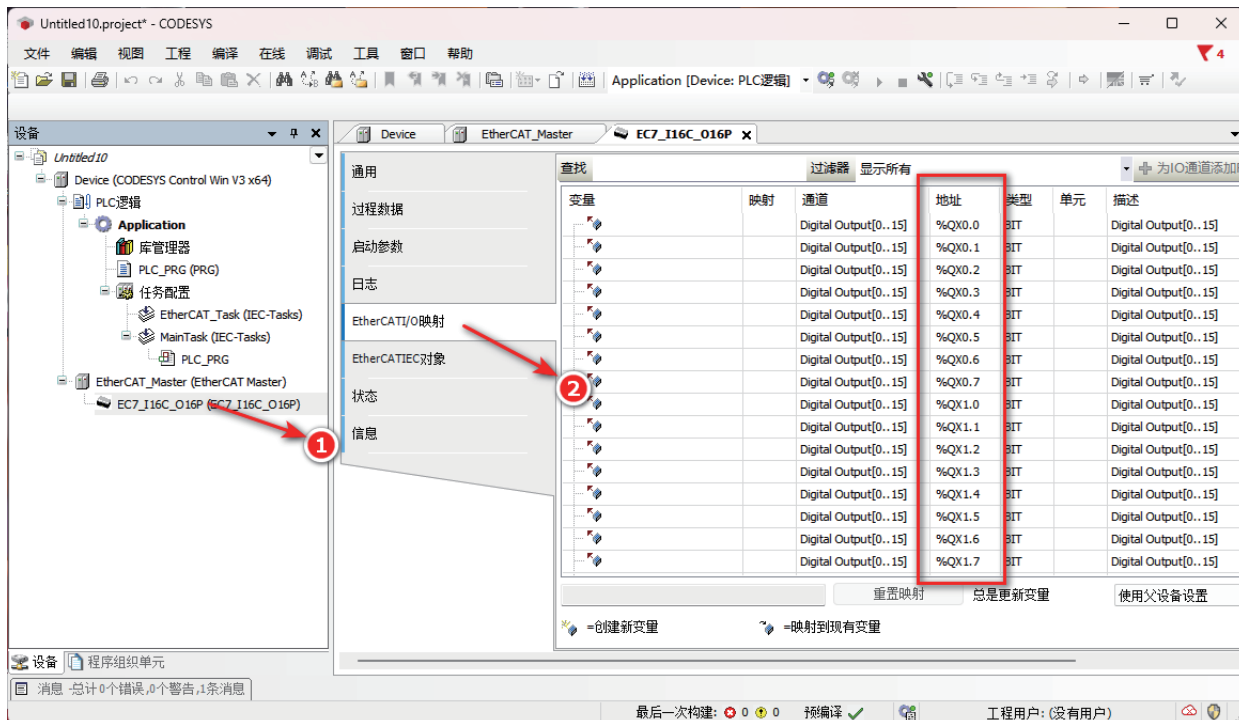 Untitled10.project* - CODESYS
文件 编辑 视图 工程 编译 在线 调试 工具 窗口 帮助
4
Application [Device: PLC逻辑]
设备
Untitled10
Device (CODESYS Control Win V3 x64)
PLC逻辑
Application
库管理器
PLC_PRG (PRG)
任务配置
EtherCAT_Task (IEC-Tasks)
MainTask (IEC-Tasks)
PLC_PRG
EtherCAT_Master (EtherCAT Master)
EC7_I16C_O16P (EC7_I16C_O16P)
1
设备 程序组织单元
Device EtherCAT_Master EC7_I16C_O16P
通用
过程数据
启动参数
日志
EtherCATI/O映射
EtherCATIEC对象
状态
信息
2
查找 过滤器 显示所有 为IO通道添加
变量 映射 通道 地址 类型 单元 描述
Digital Output[0..15] %QX0.0 BIT Digital Output[0..15]
Digital Output[0..15] %QX0.1 BIT Digital Output[0..15]
Digital Output[0..15] %QX0.2 BIT Digital Output[0..15]
Digital Output[0..15] %QX0.3 BIT Digital Output[0..15]
Digital Output[0..15] %QX0.4 BIT Digital Output[0..15]
Digital Output[0..15] %QX0.5 BIT Digital Output[0..15]
Digital Output[0..15] %QX0.6 BIT Digital Output[0..15]
Digital Output[0..15] %QX0.7 BIT Digital Output[0..15]
Digital Output[0..15] %QX1.0 BIT Digital Output[0..15]
Digital Output[0..15] %QX1.1 BIT Digital Output[0..15]
Digital Output[0..15] %QX1.2 BIT Digital Output[0..15]
Digital Output[0..15] %QX1.3 BIT Digital Output[0..15]
Digital Output[0..15] %QX1.4 BIT Digital Output[0..15]
Digital Output[0..15] %QX1.5 BIT Digital Output[0..15]
Digital Output[0..15] %QX1.6 BIT Digital Output[0..15]
Digital Output[0..15] %QX1.7 BIT Digital Output[0..15]
重置映射 总是更新变量 使用父设备设置
=创建新变量 =映射到现有变量
消息 -总计0个错误,0个警告,1条消息
最后一次构建: 0 0 预编译 工程用户: (没有用户)